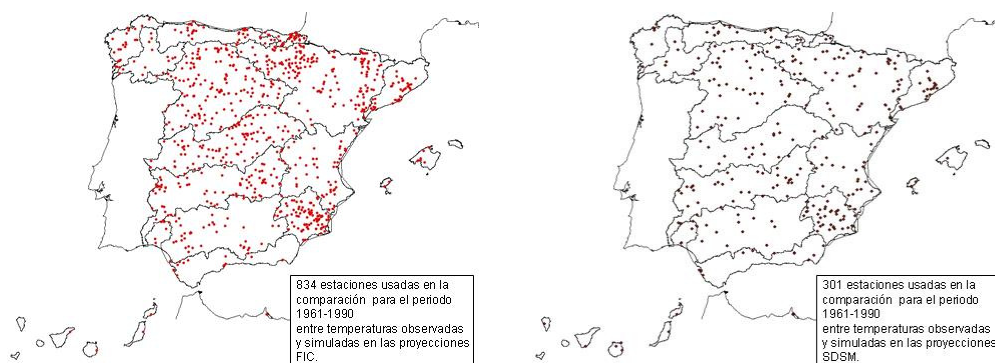 834 estaciones usadas en la
comparación para el periodo
1961-1990
entre temperaturas observadas
y simuladas en las proyecciones
FIC.
301 estaciones usadas en la
comparación para el periodo
1961-1990
entre temperaturas observadas
y simuladas en las proyecciones
SDSM.